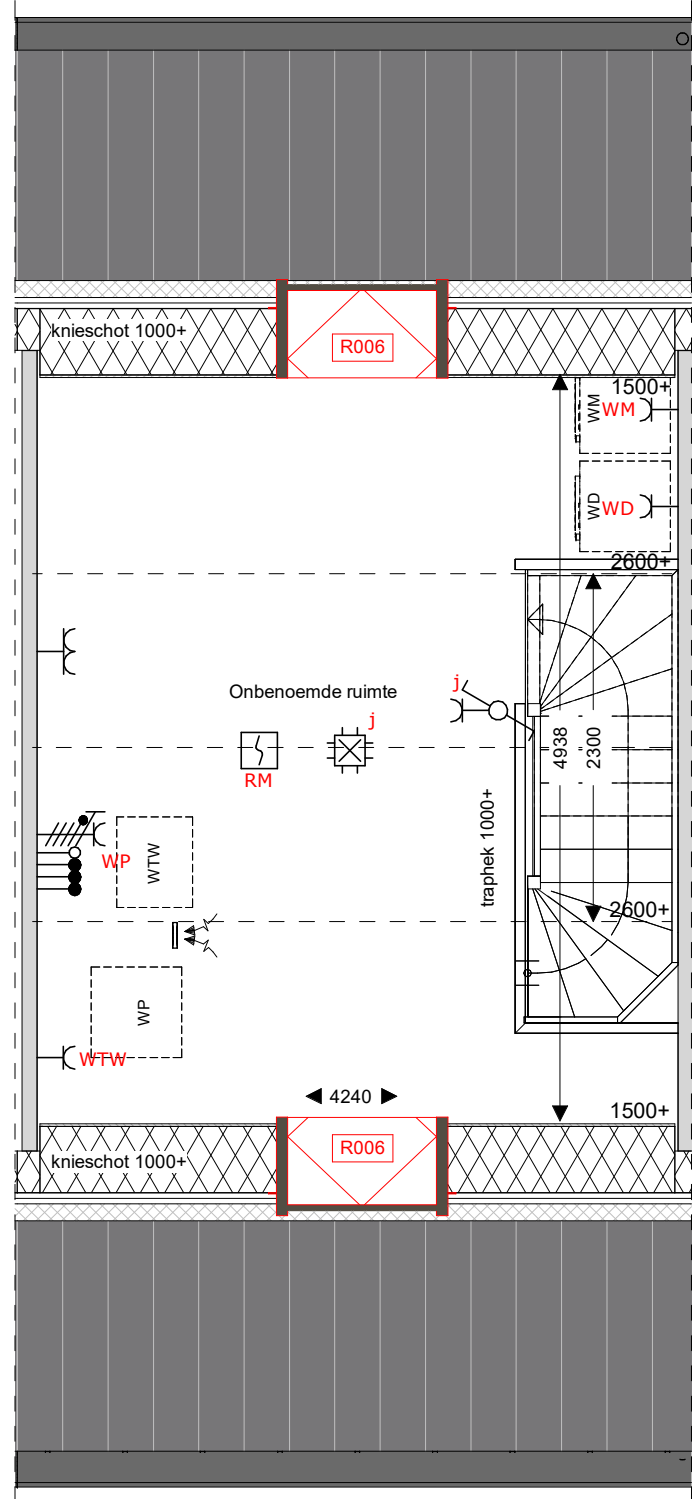 knieschot 1000+
R006
1500+
WM
WM
WD
WD
2600+
Onbenoemde ruimte
j
j
RM
4938
2300
traphek 1000+
WP
WTW
2600+
WP
WTW
4240
1500+
R006
knieschot 1000+